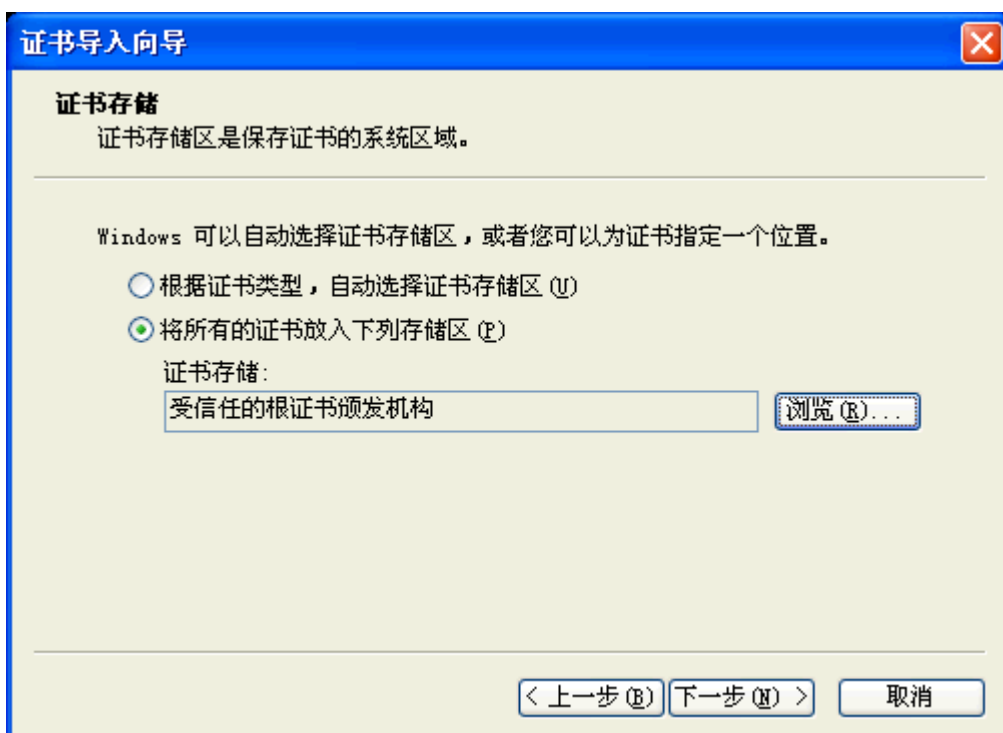 证书导入向导
证书存储
证书存储区是保存证书的系统区域。
Windows 可以自动选择证书存储区，或者您可以为证书指定一个位置。
根据证书类型，自动选择证书存储区(U)
将所有的证书放入下列存储区(P)
证书存储:
受信任的根证书颁发机构
浏览(R)...
< 上一步(B) 下一步(N) > 取消